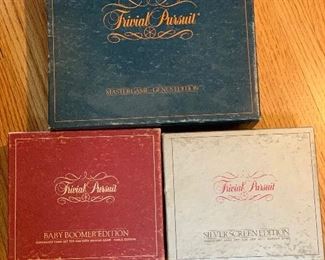 Trivial Pursuit®
MASTER GAME – GENUS EDITION
Trivial Pursuit
BABY BOOMER EDITION
Trivial Pursuit
SILVER SCREEN EDITION